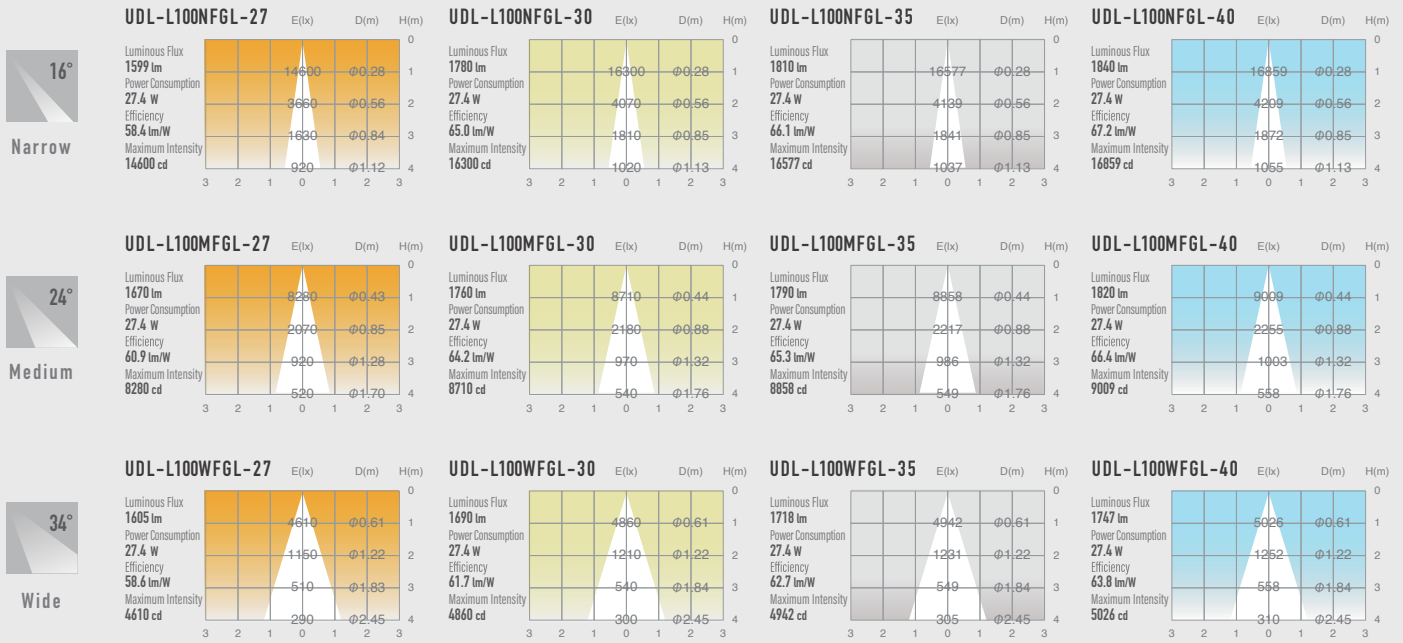 16°
Narrow
UDL-L100NFGL-27 E(lx) D(m) H(m)
Luminous Flux
1599 lm
Power Consumption
27.4 W
Efficiency
58.4 lm/W
Maximum Intensity
14600 cd
0
14600 Φ0.28 1
3660 Φ0.56 2
1630 Φ0.84 3
920 Φ1.12 4
3 2 1 0 1 2 3
UDL-L100NFGL-30 E(lx) D(m) H(m)
Luminous Flux
1780 lm
Power Consumption
27.4 W
Efficiency
65.0 lm/W
Maximum Intensity
16300 cd
0
16300 Φ0.28 1
4070 Φ0.56 2
1810 Φ0.85 3
1020 Φ1.13 4
3 2 1 0 1 2 3
UDL-L100NFGL-35 E(lx) D(m) H(m)
Luminous Flux
1810 lm
Power Consumption
27.4 W
Efficiency
66.1 lm/W
Maximum Intensity
16577 cd
0
16577 Φ0.28 1
4139 Φ0.56 2
1841 Φ0.85 3
1037 Φ1.13 4
3 2 1 0 1 2 3
UDL-L100NFGL-40 E(lx) D(m) H(m)
Luminous Flux
1840 lm
Power Consumption
27.4 W
Efficiency
67.2 lm/W
Maximum Intensity
16859 cd
0
16859 Φ0.28 1
4209 Φ0.56 2
1872 Φ0.85 3
1055 Φ1.13 4
3 2 1 0 1 2 3
24°
Medium
UDL-L100MFGL-27 E(lx) D(m) H(m)
Luminous Flux
1670 lm
Power Consumption
27.4 W
Efficiency
60.9 lm/W
Maximum Intensity
8280 cd
0
8280 Φ0.43 1
2070 Φ0.85 2
920 Φ1.28 3
520 Φ1.70 4
3 2 1 0 1 2 3
UDL-L100MFGL-30 E(lx) D(m) H(m)
Luminous Flux
1760 lm
Power Consumption
27.4 W
Efficiency
64.2 lm/W
Maximum Intensity
8710 cd
0
8710 Φ0.44 1
2180 Φ0.88 2
970 Φ1.32 3
540 Φ1.76 4
3 2 1 0 1 2 3
UDL-L100MFGL-35 E(lx) D(m) H(m)
Luminous Flux
1790 lm
Power Consumption
27.4 W
Efficiency
65.3 lm/W
Maximum Intensity
8858 cd
0
8858 Φ0.44 1
2217 Φ0.88 2
986 Φ1.32 3
549 Φ1.76 4
3 2 1 0 1 2 3
UDL-L100MFGL-40 E(lx) D(m) H(m)
Luminous Flux
1820 lm
Power Consumption
27.4 W
Efficiency
66.4 lm/W
Maximum Intensity
9009 cd
0
9009 Φ0.44 1
2255 Φ0.88 2
1003 Φ1.32 3
558 Φ1.76 4
3 2 1 0 1 2 3
34°
Wide
UDL-L100WFGL-27 E(lx) D(m) H(m)
Luminous Flux
1605 lm
Power Consumption
27.4 W
Efficiency
58.6 lm/W
Maximum Intensity
4610 cd
0
4610 Φ0.61 1
1150 Φ1.22 2
510 Φ1.83 3
290 Φ2.45 4
3 2 1 0 1 2 3
UDL-L100WFGL-30 E(lx) D(m) H(m)
Luminous Flux
1690 lm
Power Consumption
27.4 W
Efficiency
61.7 lm/W
Maximum Intensity
4860 cd
0
4860 Φ0.61 1
1210 Φ1.22 2
540 Φ1.84 3
300 Φ2.45 4
3 2 1 0 1 2 3
UDL-L100WFGL-35 E(lx) D(m) H(m)
Luminous Flux
1718 lm
Power Consumption
27.4 W
Efficiency
62.7 lm/W
Maximum Intensity
4942 cd
0
4942 Φ0.61 1
1231 Φ1.22 2
549 Φ1.84 3
305 Φ2.45 4
3 2 1 0 1 2 3
UDL-L100WFGL-40 E(lx) D(m) H(m)
Luminous Flux
1747 lm
Power Consumption
27.4 W
Efficiency
63.8 lm/W
Maximum Intensity
5026 cd
0
5026 Φ0.61 1
1252 Φ1.22 2
558 Φ1.84 3
310 Φ2.45 4
3 2 1 0 1 2 3